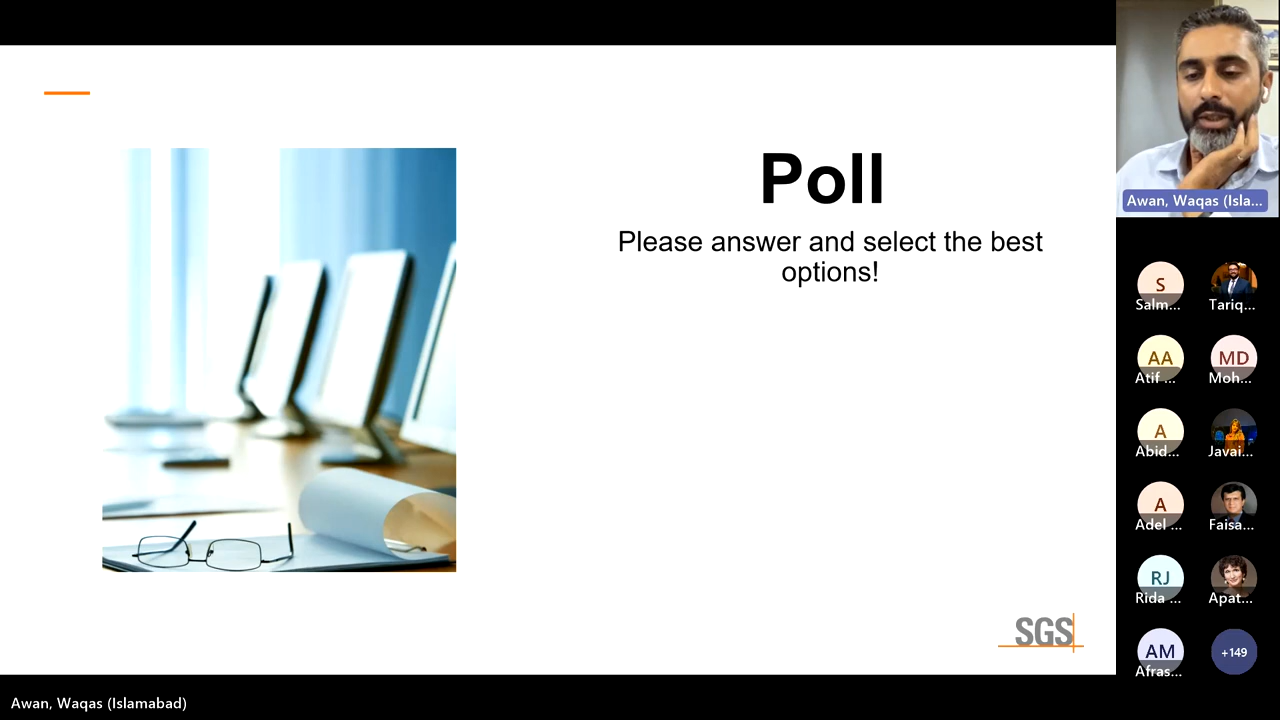 Poll
Please answer and select the best
options!
SGS
Awan, Waqas (Isla...
S
Salm...
Tariq...
AA
Atif ...
MD
Moh...
A
Abid...
Javai...
A
Adel ...
Faisa...
RJ
Rida ...
Apat...
AM
Afras...
+149
Awan, Waqas (Islamabad)